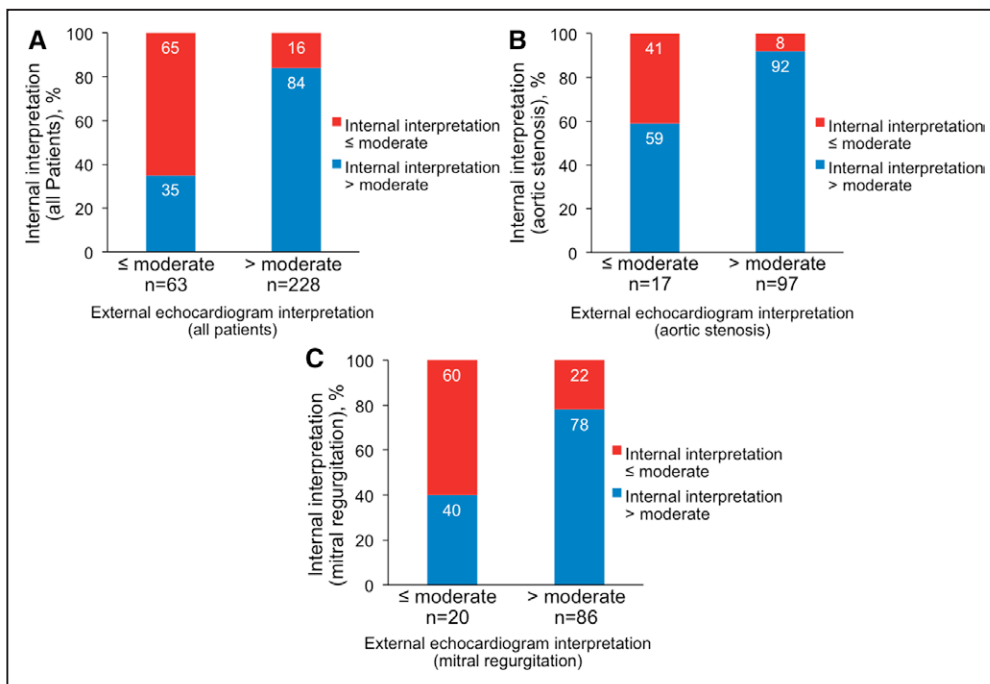 A
Internal interpretation
(all Patients), %
100
80
60
40
20
0
65
35
16
84
≤ moderate
n=63
> moderate
n=228
External echocardiogram interpretation
(all patients)
Internal interpretation
≤ moderate
Internal interpretation
> moderate
B
Internal interpretation
(aortic stenosis), %
100
80
60
40
20
0
41
59
8
92
≤ moderate
n=17
> moderate
n=97
External echocardiogram interpretation
(aortic stenosis)
Internal interpretation
≤ moderate
Internal interpretation
> moderate
C
Internal interpretation
(mitral regurgitation), %
100
80
60
40
20
0
60
40
22
78
≤ moderate
n=20
> moderate
n=86
External echocardiogram interpretation
(mitral regurgitation)
Internal interpretation
≤ moderate
Internal interpretation
> moderate